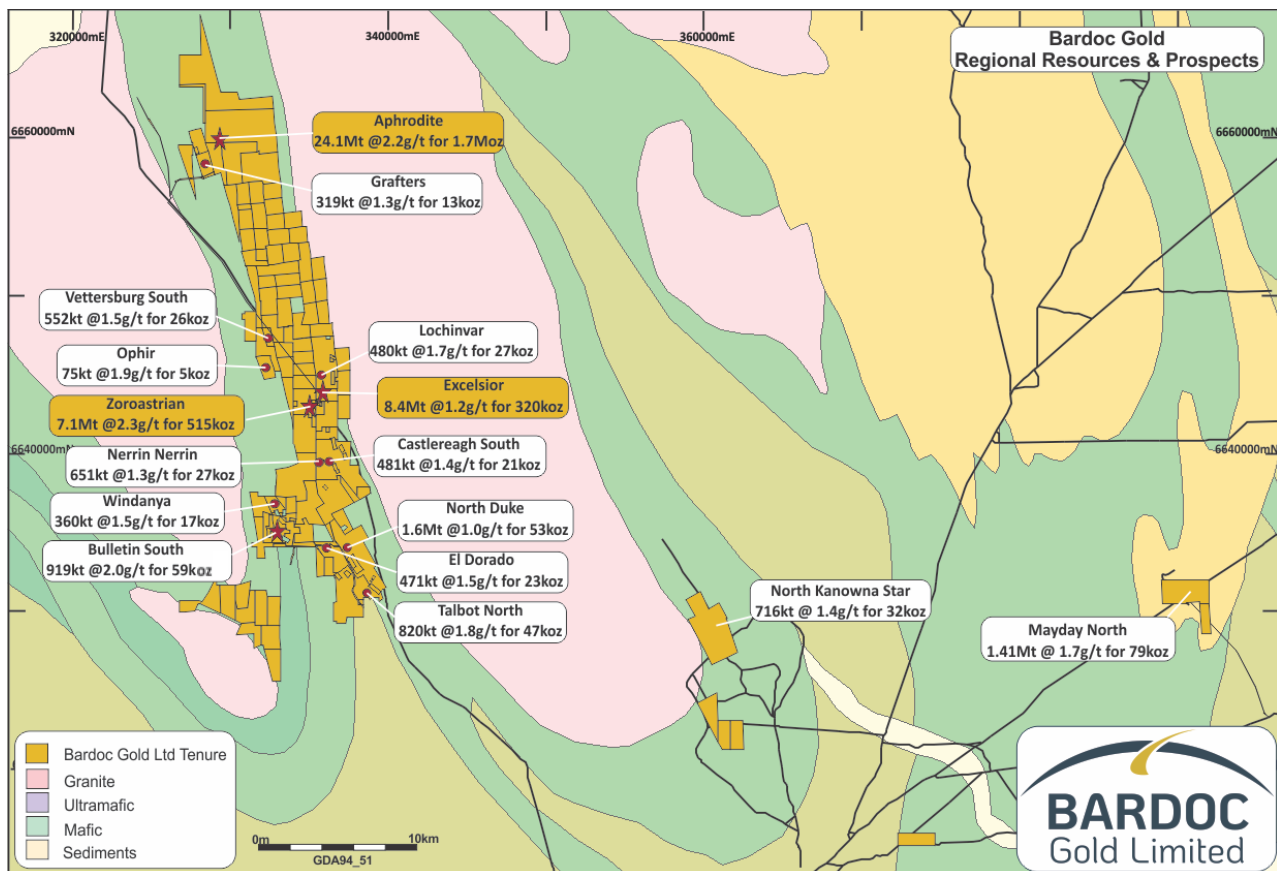 320000mE
340000mE
360000mE
Bardoc Gold
Regional Resources & Prospects
6660000mN
6660000mN
Aphrodite
24.1Mt @2.2g/t for 1.7Moz
Grafters
319kt @1.3g/t for 13koz
Vettersburg South
552kt @1.5g/t for 26koz
Lochinvar
480kt @1.7g/t for 27koz
Ophir
75kt @1.9g/t for 5koz
Excelsior
8.4Mt @1.2g/t for 320koz
Zoroastrian
7.1Mt @2.3g/t for 515koz
6640000mN
6640000mN
Nerrin Nerrin
651kt @1.3g/t for 27koz
Castlereagh South
481kt @1.4g/t for 21koz
Windanya
360kt @1.5g/t for 17koz
North Duke
1.6Mt @1.0g/t for 53koz
Bulletin South
919kt @2.0g/t for 59koz
El Dorado
471kt @1.5g/t for 23koz
Talbot North
820kt @1.8g/t for 47koz
North Kanowna Star
716kt @ 1.4g/t for 32koz
Mayday North
1.41Mt @ 1.7g/t for 79koz
Bardoc Gold Ltd Tenure
Granite
Ultramafic
Mafic
Sediments
0m
10km
GDA94_51
BARDOC
Gold Limited